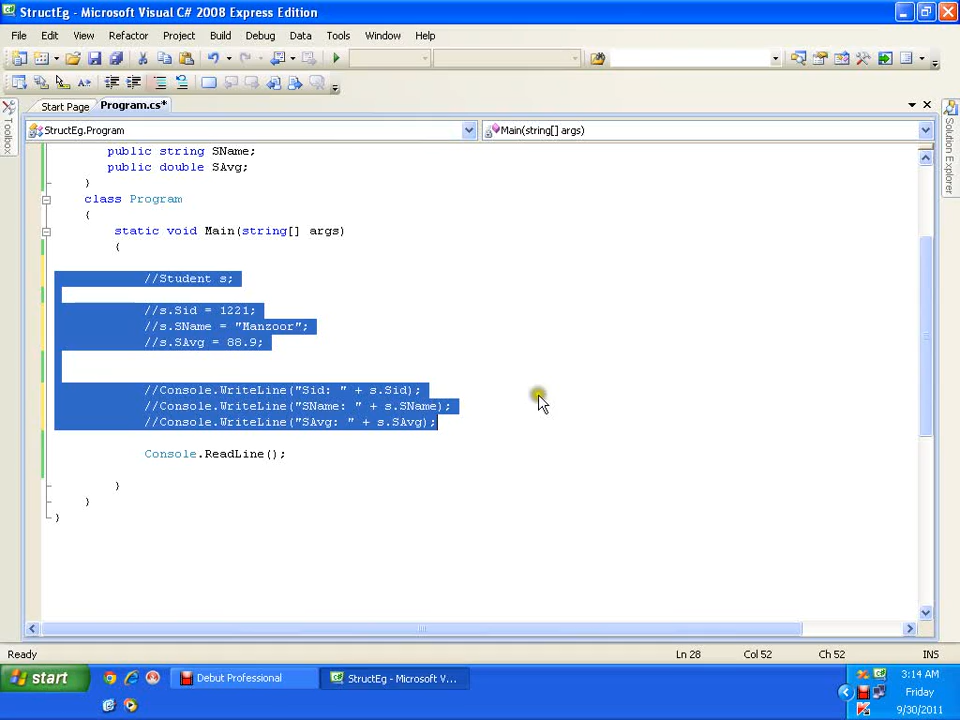 StructEg - Microsoft Visual C# 2008 Express Edition
File Edit View Refactor Project Build Debug Data Tools Window Help
Start Page Program.cs*
StructEg.Program Main(string[] args)
Toolbox
Solution Explorer
public string SName;
public double SAvg;
}
class Program
{
static void Main(string[] args)
{
//Student s;
//s.Sid = 1221;
//s.SName = "Manzoor";
//s.SAvg = 88.9;
//Console.WriteLine("Sid: " + s.Sid);
//Console.WriteLine("SName: " + s.SName);
//Console.WriteLine("SAvg: " + s.SAvg);
Console.ReadLine();
}
}
}
Ready Ln 28 Col 52 Ch 52 INS
start Debut Professional StructEg - Microsoft V... 3:14 AM
Friday
9/30/2011